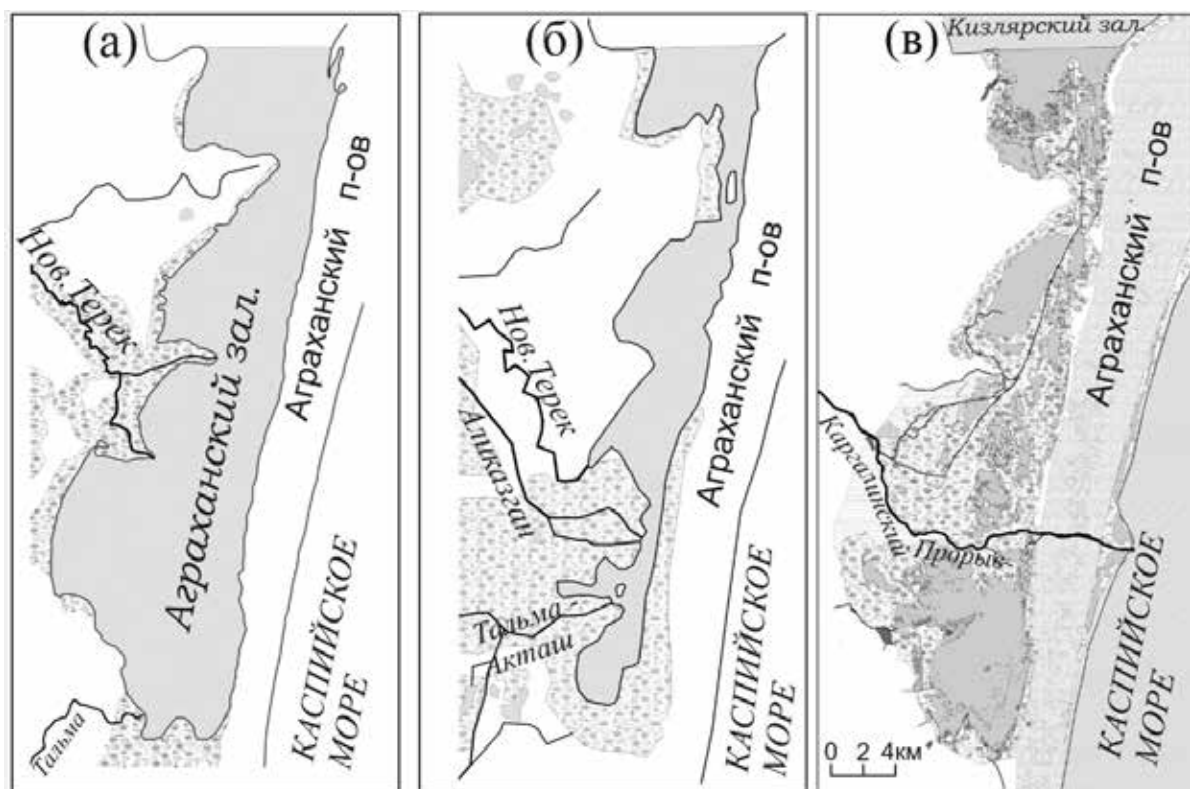 (а)
Нов. Терек
Аграханский зал.
Аграханский п-ов
Тальма
КАСПИЙСКОЕ
МОРЕ
(б)
Нов. Терек
Аликазган
Тальма
Акташ
Аграханский п-ов
КАСПИЙСКОЕ
МОРЕ
(в)
Кизлярский зал.
Аграханский п-ов
Каргалинский
Прорыв
КАСПИЙСКОЕ
МОРЕ
0 2 4км